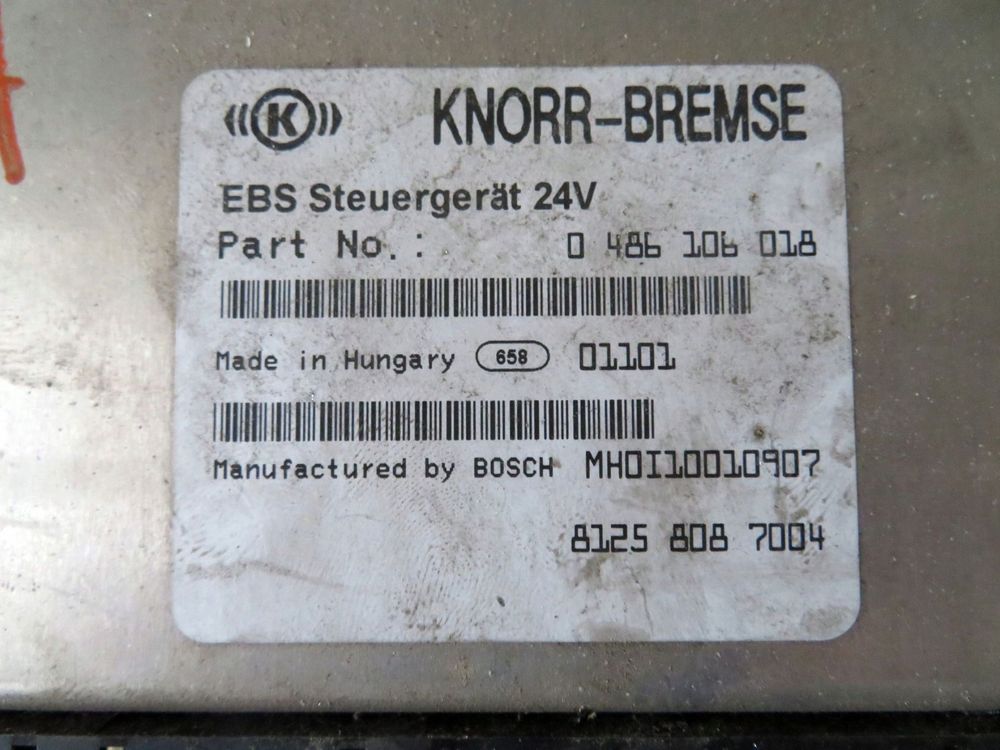 ((K)) KNORR-BREMSE
EBS Steuergerät 24V
Part No.: 0 486 106 018
Made in Hungary 658 01101
Manufactured by BOSCH MH0I10010907
8125 808 7004